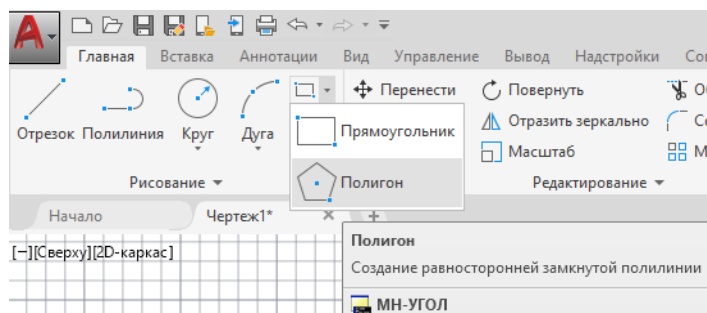 Главная Вставка Аннотации Вид Управление Вывод Надстройки
Перенести Повернуть
Отрезок Полилиния Круг Дуга Прямоугольник Отразить зеркально
Масштаб
Полигон
Рисование Редактирование
Начало Чертеж1*
[−][Сверху][2D-каркас]
Полигон
Создание равносторонней замкнутой полилинии
МН-УГОЛ